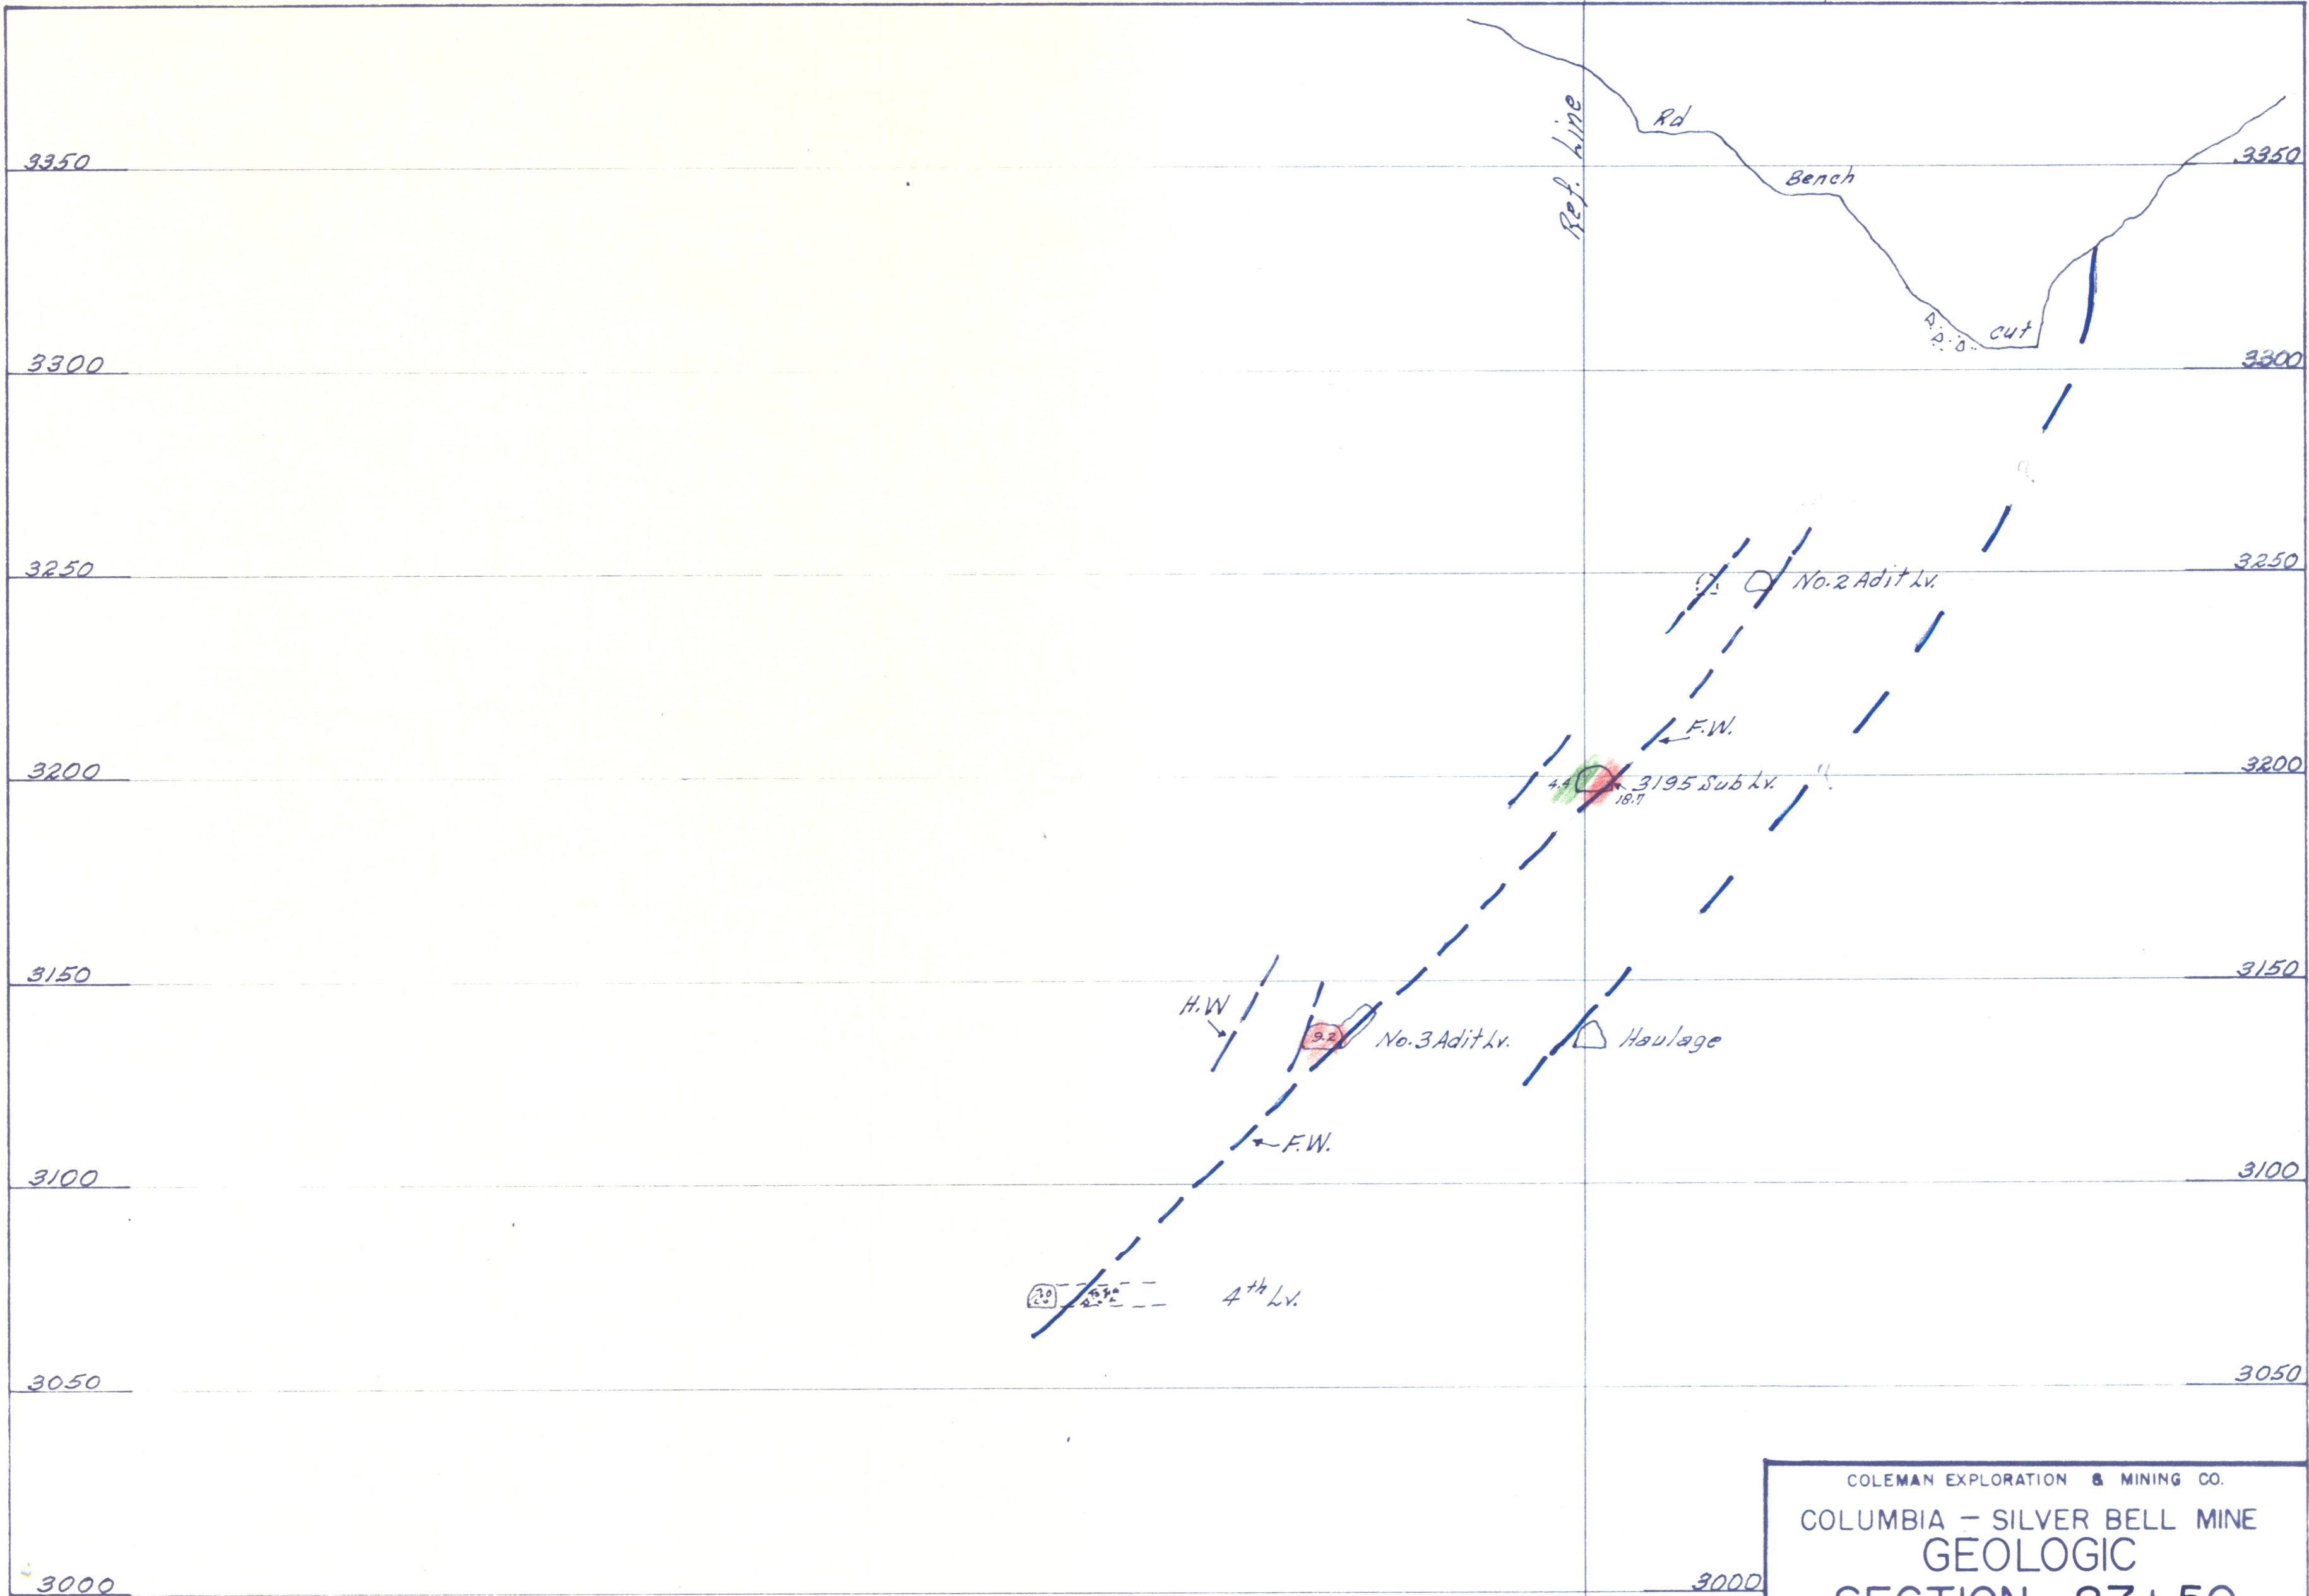 Ref. Line
Rd
3350
3350
Bench
cut
3300
3300
3250
3250
No.2 Adit Lv.
F.W.
3200
3200
4.4
3195 Sub Lv.
18.7
3150
3150
H.W
9.2
No.3 Adit Lv.
Haulage
F.W.
3100
3100
4th Lv.
3050
3050
3000
3000
COLEMAN EXPLORATION & MINING CO.
COLUMBIA - SILVER BELL MINE
GEOLOGIC